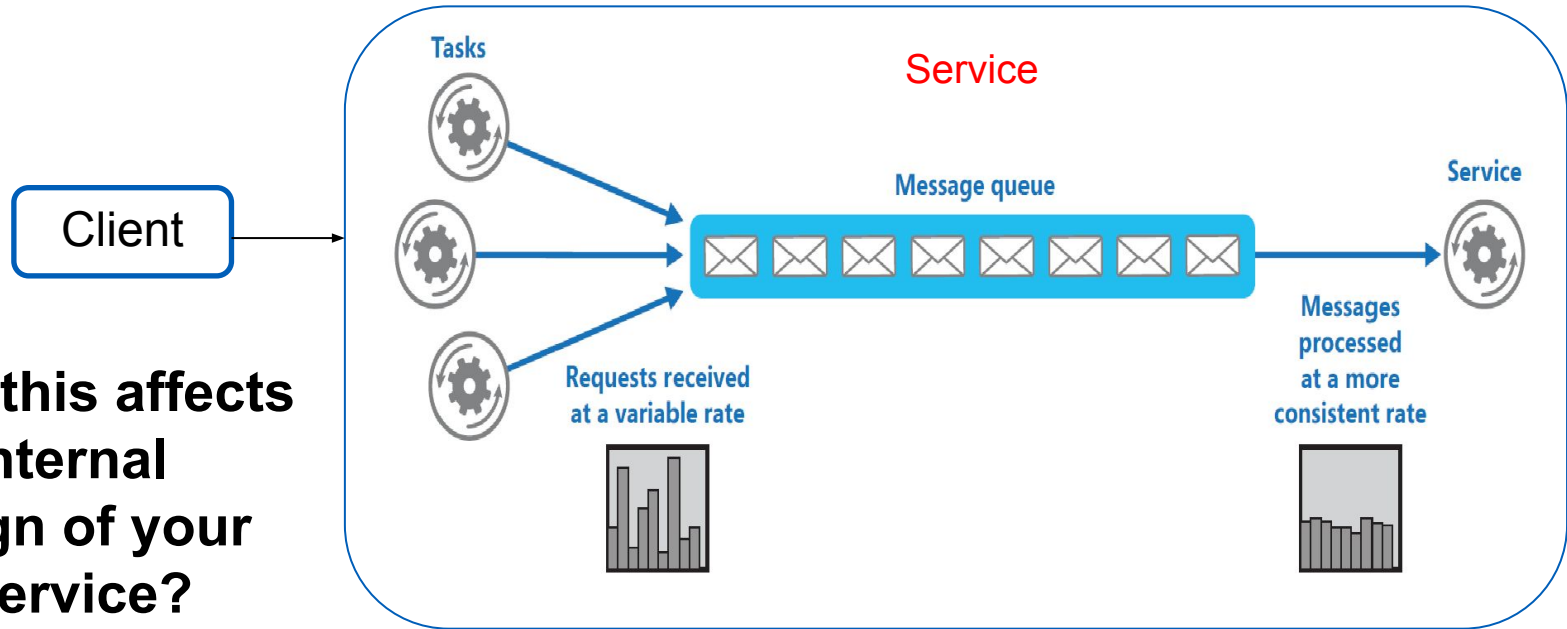 Tasks
Service
Client
Message queue
Service
Requests received
at a variable rate
Messages
processed
at a more
consistent rate
this affects
nternal
gn of your
ervice?